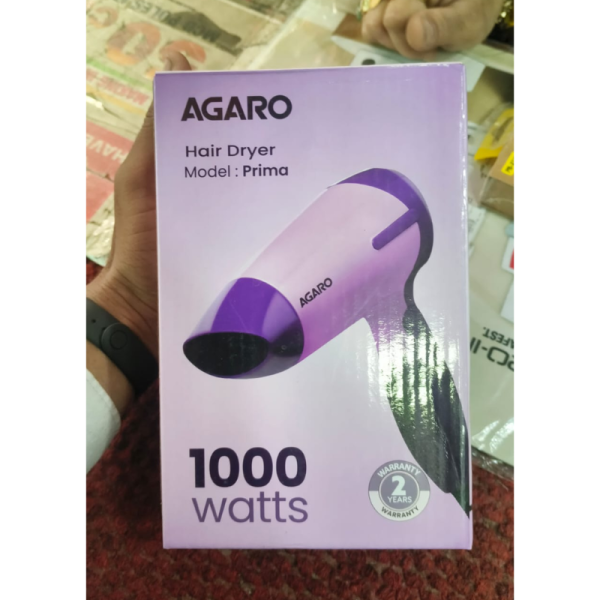 AGARO
Hair Dryer
Model : Prima
AGARO
1000
watts
WARRANTY
2
YEARS
WARRANTY